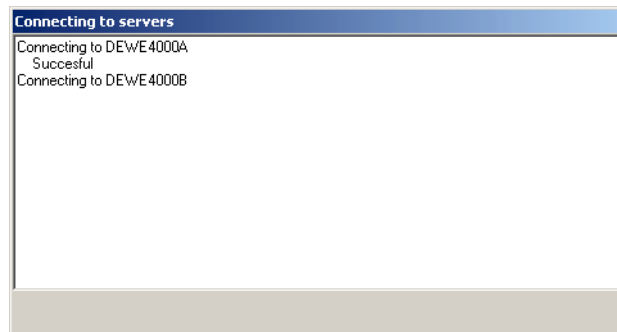 Connecting to servers
Connecting to DEWE4000A
Succesful
Connecting to DEWE4000B